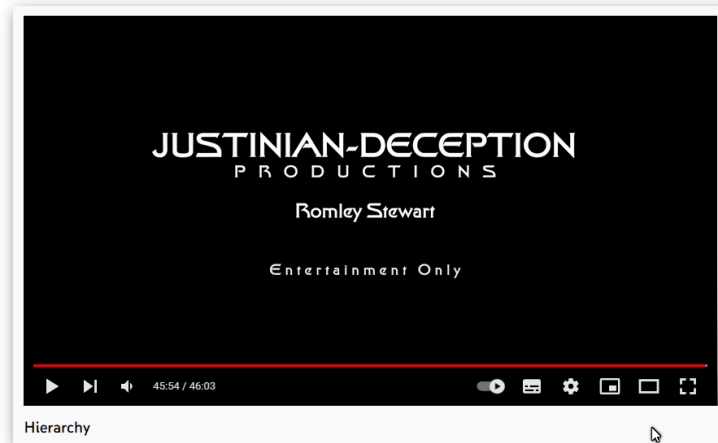 JUSTINIAN-DECEPTION
PRODUCTIONS
Romley Stewart
Entertainment Only
45:54 / 46:03
Hierarchy